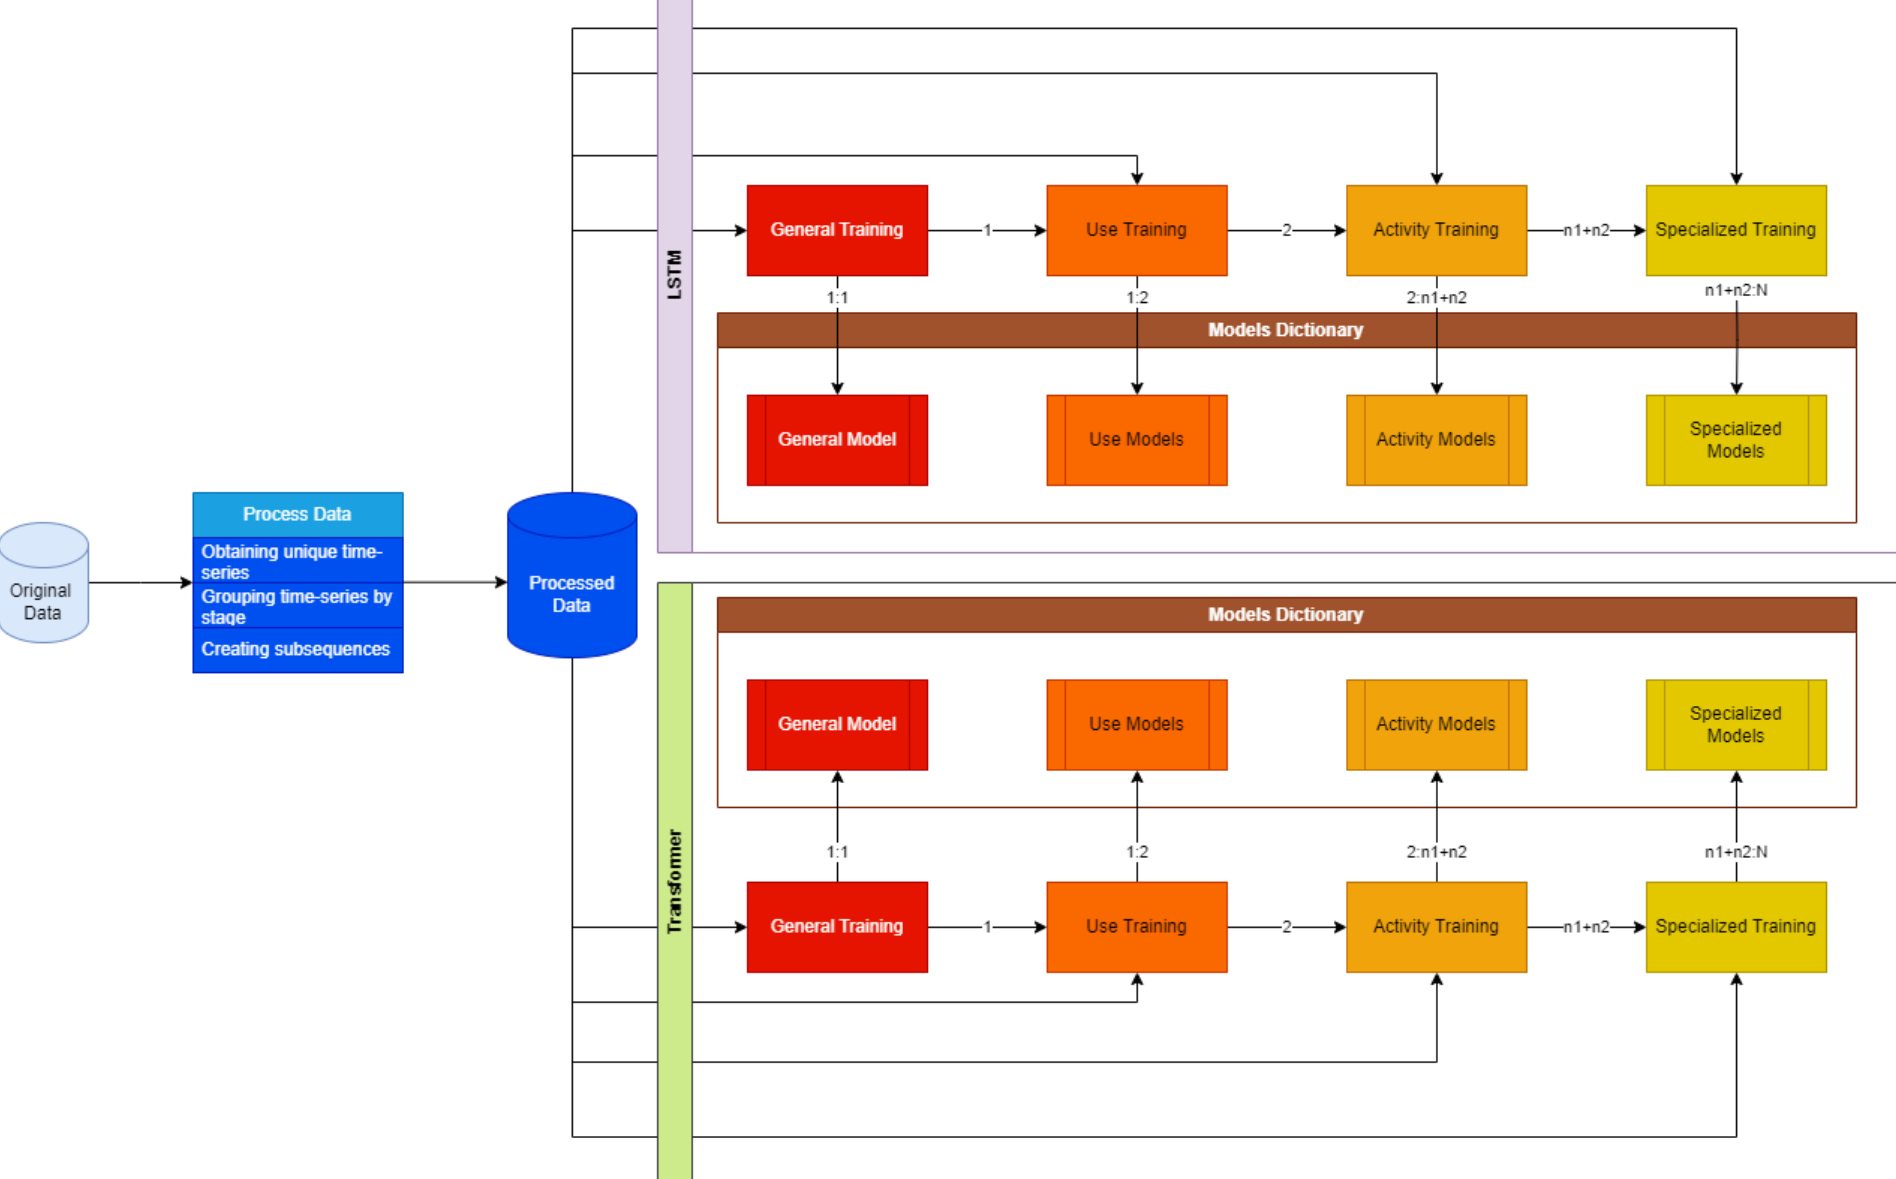 Original
Data
Process Data
Obtaining unique time-
series
Grouping time-series by
stage
Creating subsequences
Processed
Data
LSTM
General Training
1
Use Training
2
Activity Training
n1+n2
Specialized Training
1:1
1:2
2:n1+n2
n1+n2:N
Models Dictionary
General Model
Use Models
Activity Models
Specialized
Models
Transformer
Models Dictionary
General Model
Use Models
Activity Models
Specialized
Models
1:1
1:2
2:n1+n2
n1+n2:N
General Training
1
Use Training
2
Activity Training
n1+n2
Specialized Training